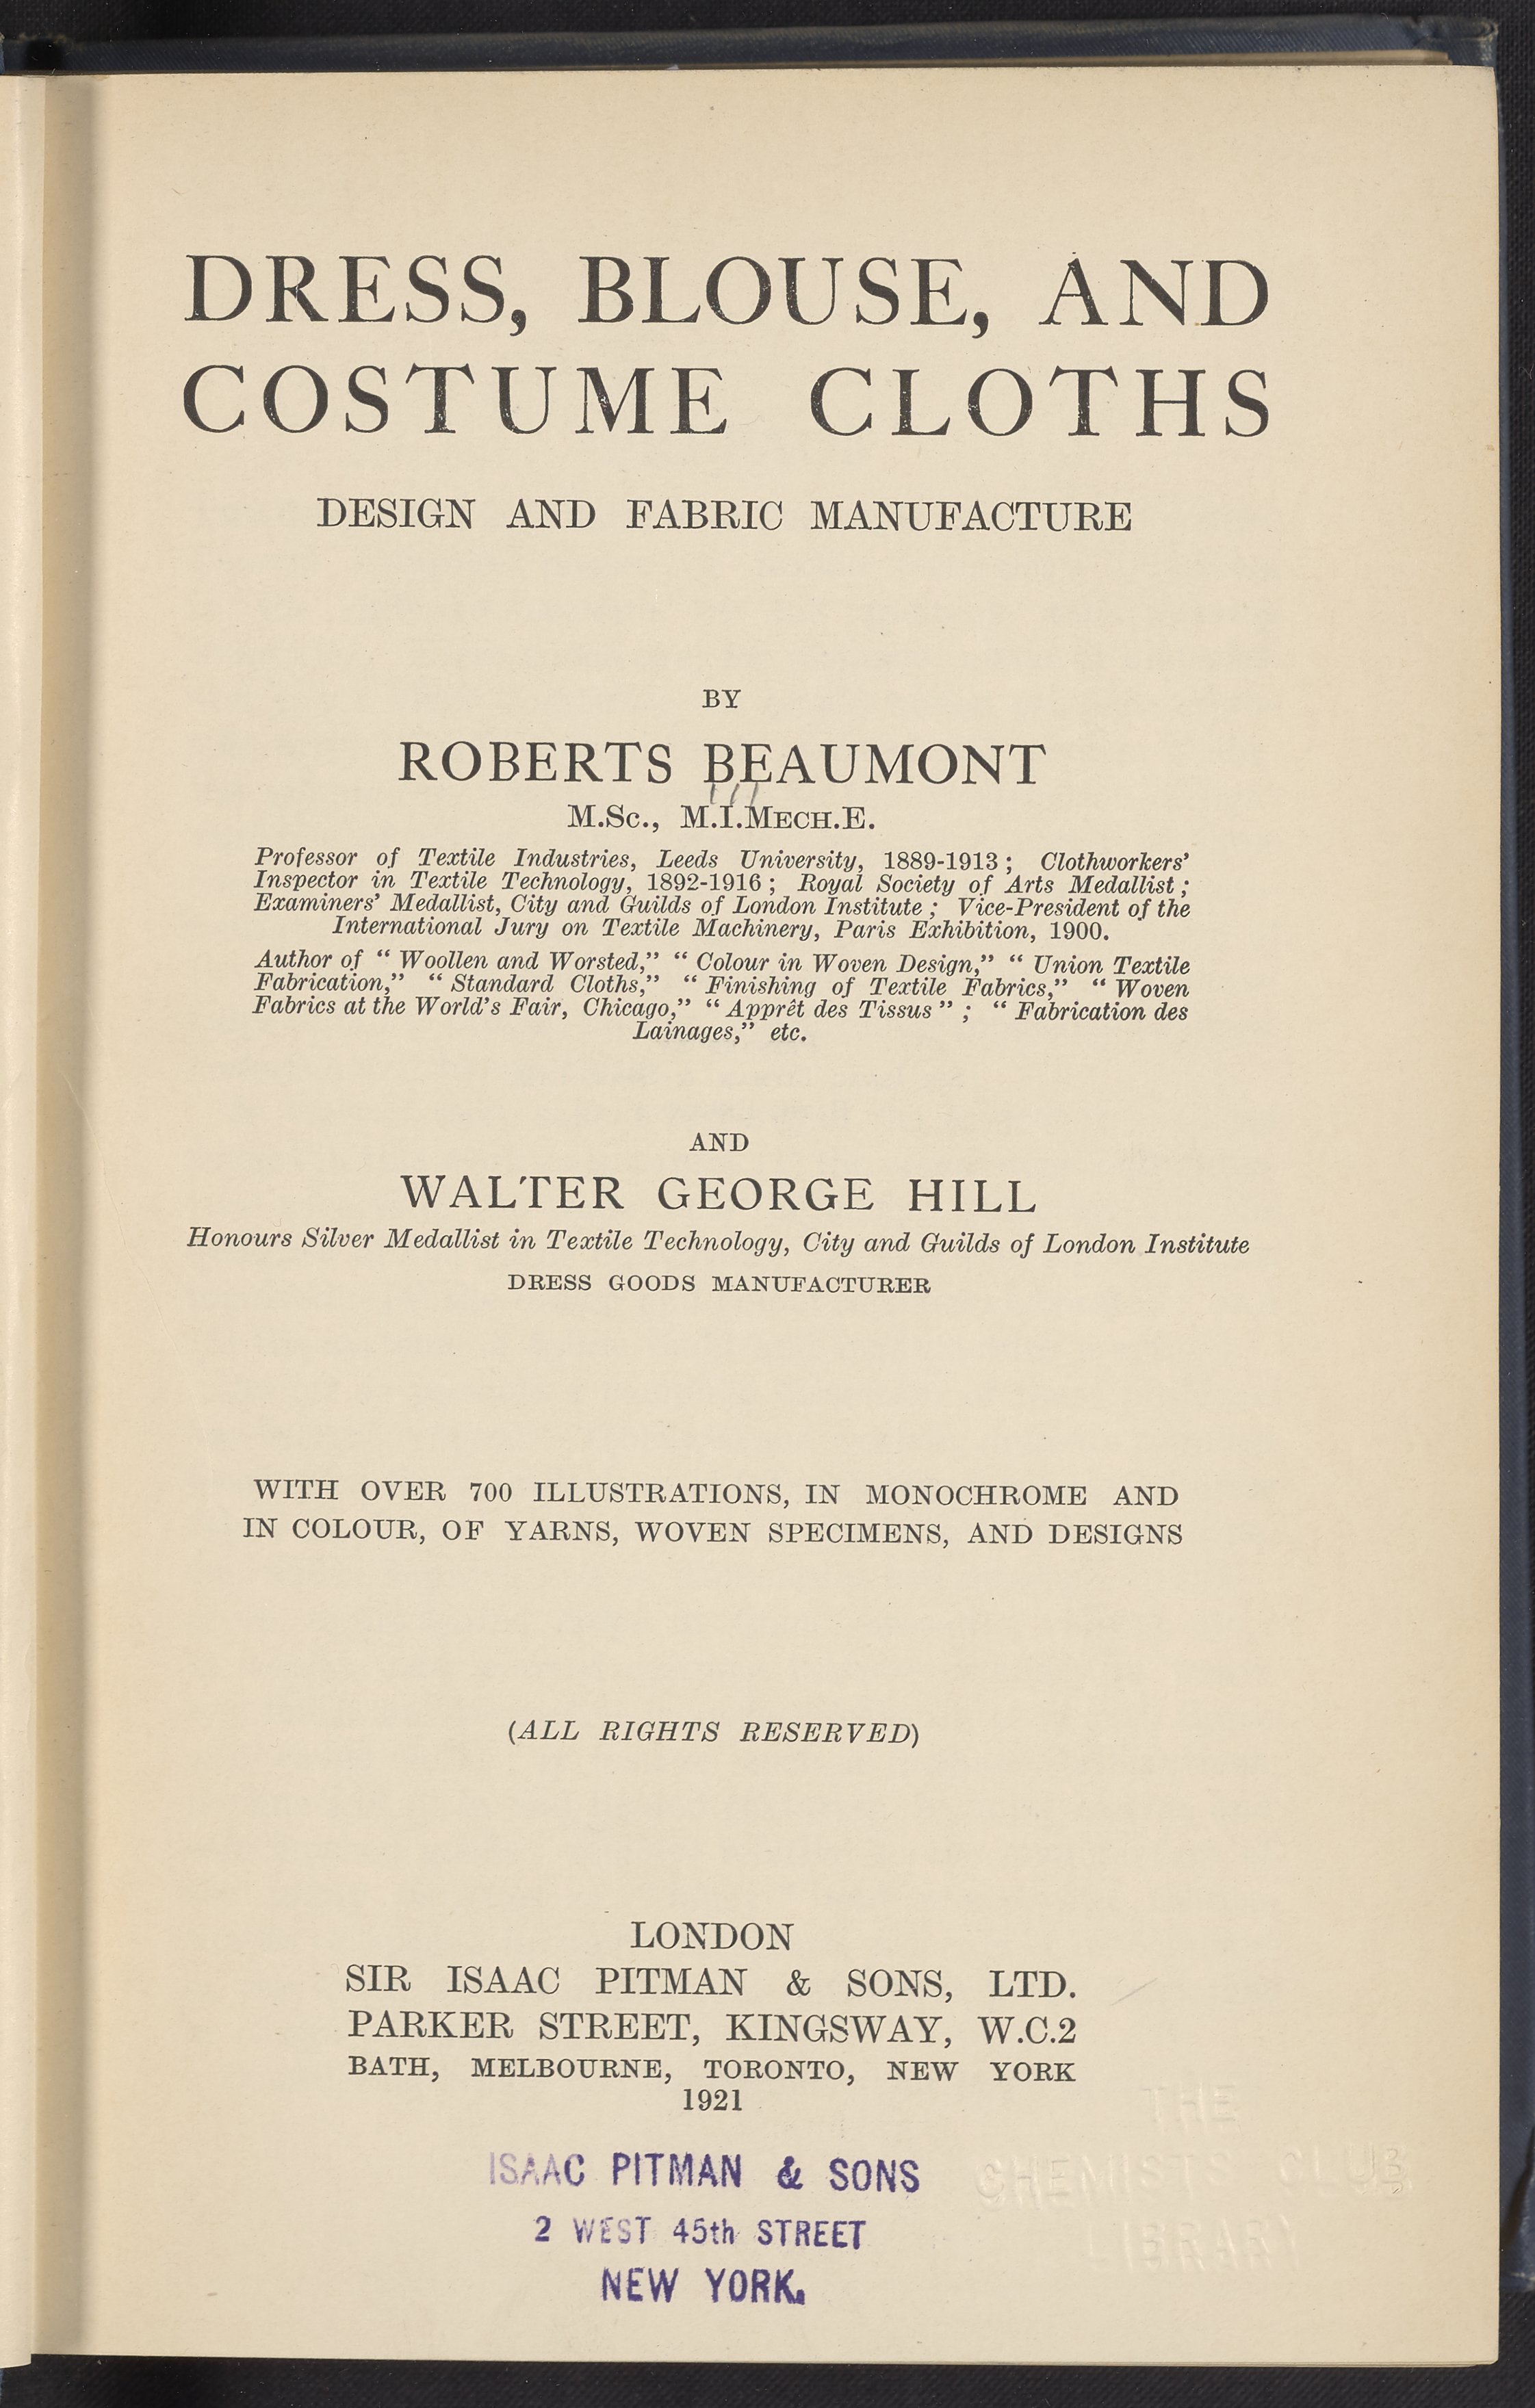 DRESS, BLOUSE, AND
COSTUME CLOTHS
DESIGN AND FABRIC MANUFACTURE
BY
ROBERTS BEAUMONT
M.Sc., M.I.MECH.E.
Professor of Textile Industries, Leeds University, 1889-1913 ; Clothworkers'
Inspector in Textile Technology, 1892-1916 ; Royal Society of Arts Medallist ;
Examiners' Medallist, City and Guilds of London Institute ; Vice-President of the
International Jury on Textile Machinery, Paris Exhibition, 1900.
Author of “ Woollen and Worsted,” “ Colour in Woven Design,” “ Union Textile
Fabrication,” “ Standard Cloths,” “ Finishing of Textile Fabrics,” “ Woven
Fabrics at the World's Fair, Chicago,” “ Apprêt des Tissus ” ; “ Fabrication des
Lainages,” etc.
AND
WALTER GEORGE HILL
Honours Silver Medallist in Textile Technology, City and Guilds of London Institute
DRESS GOODS MANUFACTURER
WITH OVER 700 ILLUSTRATIONS, IN MONOCHROME AND
IN COLOUR, OF YARNS, WOVEN SPECIMENS, AND DESIGNS
(ALL RIGHTS RESERVED)
LONDON
SIR ISAAC PITMAN & SONS, LTD.
PARKER STREET, KINGSWAY, W.C.2
BATH, MELBOURNE, TORONTO, NEW YORK
1921
ISAAC PITMAN & SONS
2 WEST 45th STREET
NEW YORK.
THE
CHEMISTS CLUB
LIBRARY